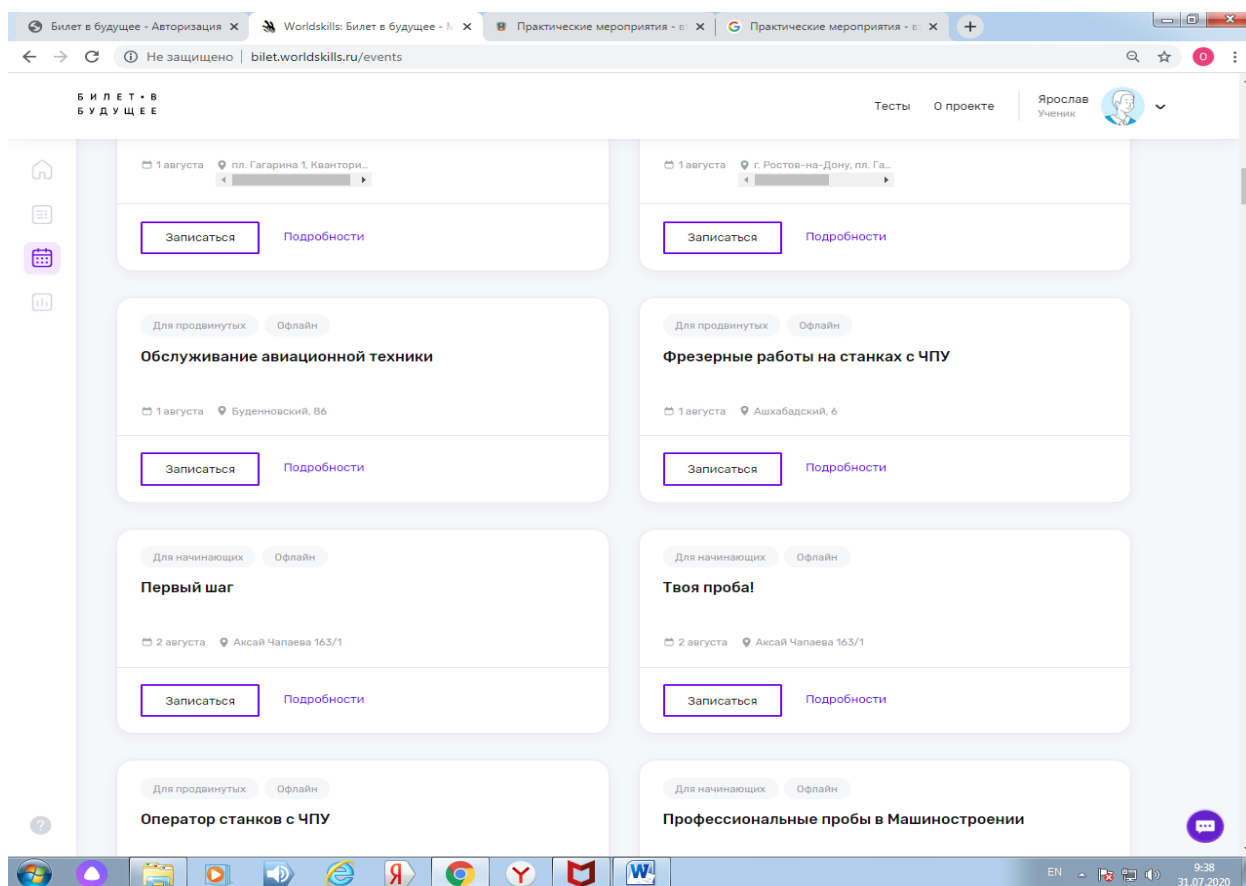 Билет в будущее - Авторизация
Worldskills: Билет в будущее - М
Практические мероприятия - в
Практические мероприятия - в
Не защищено | bilet.worldskills.ru/events
БИЛЕТ•В
БУДУЩЕЕ
Тесты О проекте
Ярослав
Ученик
1 августа пл. Гагарина 1, Квантори...
1 августа г. Ростов-на-Дону, пл. Га...
Записаться Подробности
Записаться Подробности
Для продвинутых Офлайн
Обслуживание авиационной техники
1 августа Буденновский, 86
Записаться Подробности
Для продвинутых Офлайн
Фрезерные работы на станках с ЧПУ
1 августа Ашхабадский, 6
Записаться Подробности
Для начинающих Офлайн
Первый шаг
2 августа Аксай Чапаева 163/1
Записаться Подробности
Для начинающих Офлайн
Твоя проба!
2 августа Аксай Чапаева 163/1
Записаться Подробности
Для продвинутых Офлайн
Оператор станков с ЧПУ
Для начинающих Офлайн
Профессиональные пробы в Машиностроении
EN
9:38
31.07.2020